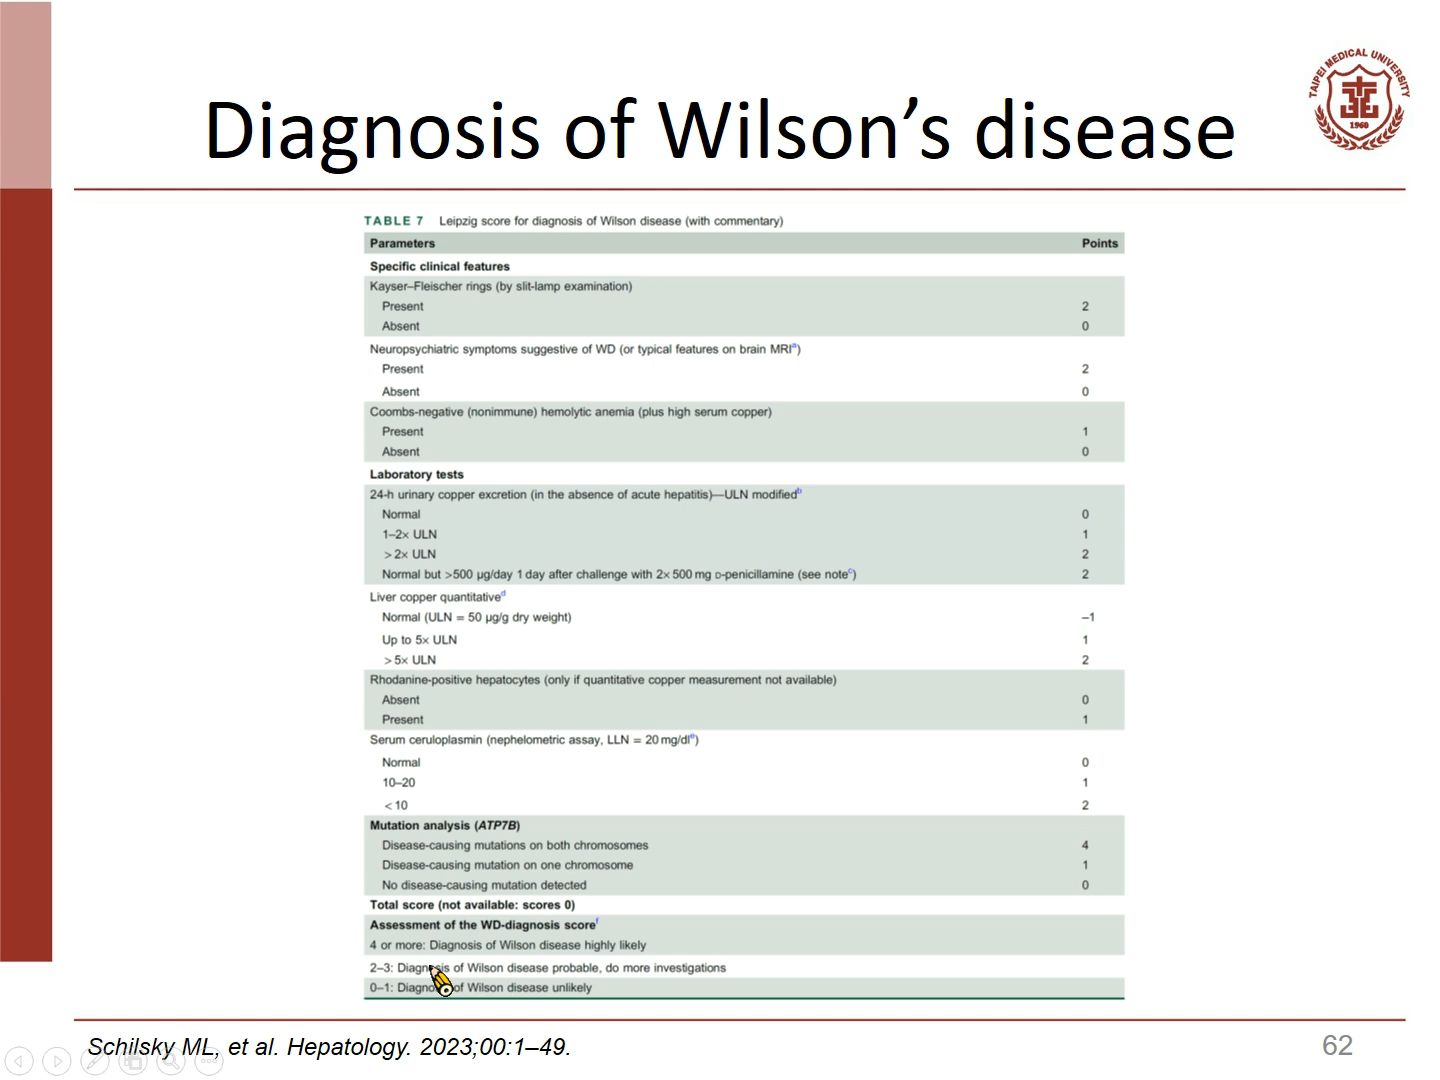 Diagnosis of Wilson's disease
TAIPEI MEDICAL UNIVERSITY
1960
TABLE 7 Leipzig score for diagnosis of Wilson disease (with commentary)
Parameters Points
Specific clinical features
Kayser–Fleischer rings (by slit-lamp examination)
Present 2
Absent 0
Neuropsychiatric symptoms suggestive of WD (or typical features on brain MRIᵃ)
Present 2
Absent 0
Coombs-negative (nonimmune) hemolytic anemia (plus high serum copper)
Present 1
Absent 0
Laboratory tests
24-h urinary copper excretion (in the absence of acute hepatitis)—ULN modifiedᵇ
Normal 0
1–2× ULN 1
>2× ULN 2
Normal but >500 µg/day 1 day after challenge with 2× 500 mg D-penicillamine (see noteᶜ) 2
Liver copper quantitativeᵈ
Normal (ULN = 50 µg/g dry weight) –1
Up to 5× ULN 1
>5× ULN 2
Rhodanine-positive hepatocytes (only if quantitative copper measurement not available)
Absent 0
Present 1
Serum ceruloplasmin (nephelometric assay, LLN = 20 mg/dlᵉ)
Normal 0
10–20 1
<10 2
Mutation analysis (ATP7B)
Disease-causing mutations on both chromosomes 4
Disease-causing mutation on one chromosome 1
No disease-causing mutation detected 0
Total score (not available: scores 0)
Assessment of the WD-diagnosis scoreᶠ
4 or more: Diagnosis of Wilson disease highly likely
2–3: Diagnosis of Wilson disease probable, do more investigations
0–1: Diagnosis of Wilson disease unlikely
Schilsky ML, et al. Hepatology. 2023;00:1–49.
62